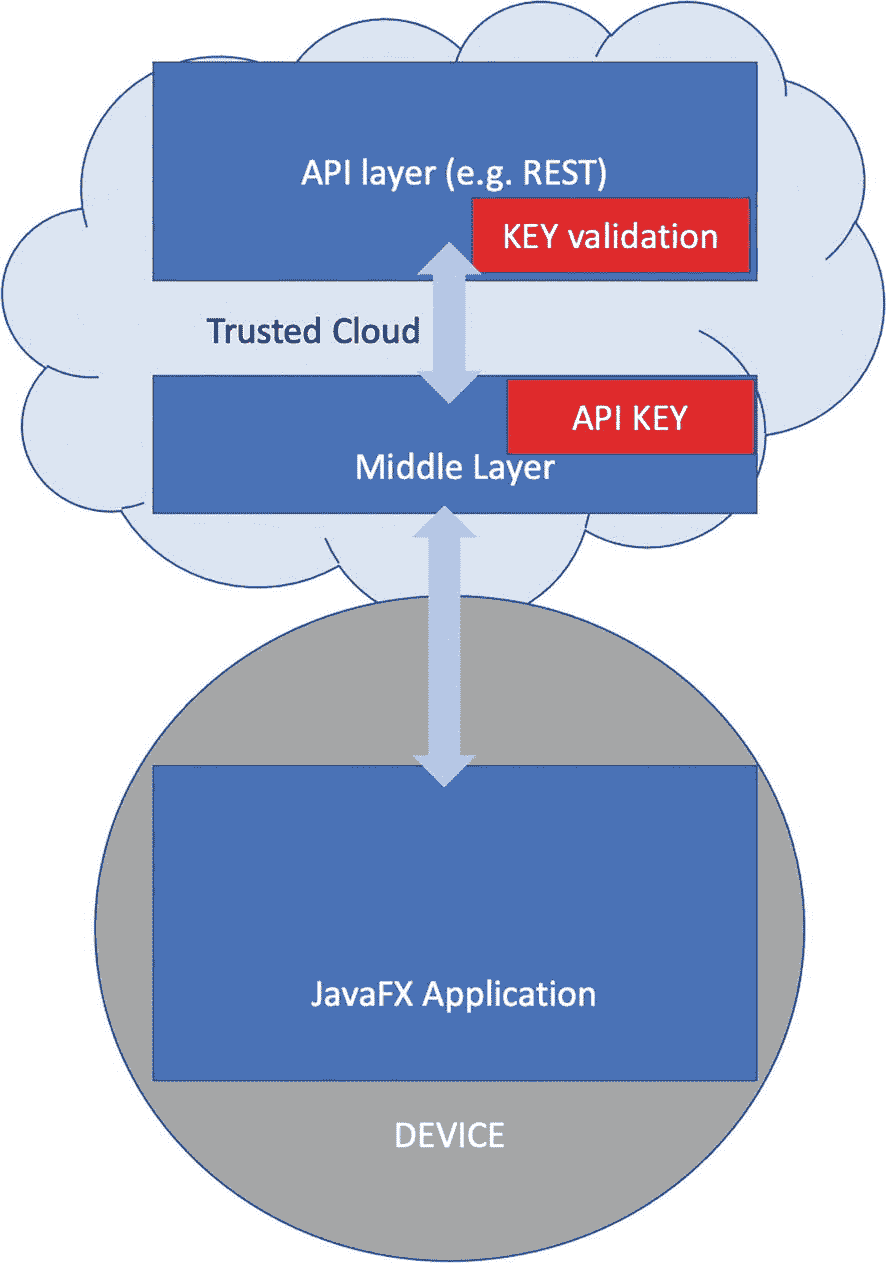 API layer (e.g. REST)
KEY validation
Trusted Cloud
API KEY
Middle Layer
JavaFX Application
DEVICE